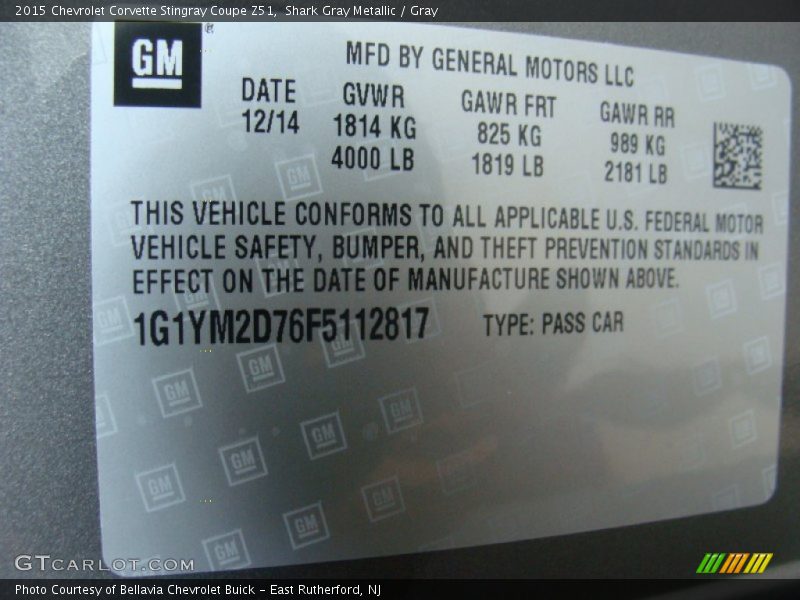 2015 Chevrolet Corvette Stingray Coupe Z51, Shark Gray Metallic / Gray
GM
MFD BY GENERAL MOTORS LLC
DATE GVWR GAWR FRT GAWR RR
12/14 1814 KG 825 KG 989 KG
4000 LB 1819 LB 2181 LB
THIS VEHICLE CONFORMS TO ALL APPLICABLE U.S. FEDERAL MOTOR
VEHICLE SAFETY, BUMPER, AND THEFT PREVENTION STANDARDS IN
EFFECT ON THE DATE OF MANUFACTURE SHOWN ABOVE.
1G1YM2D76F5112817 TYPE: PASS CAR
GTCARLOT.COM
Photo Courtesy of Bellavia Chevrolet Buick – East Rutherford, NJ